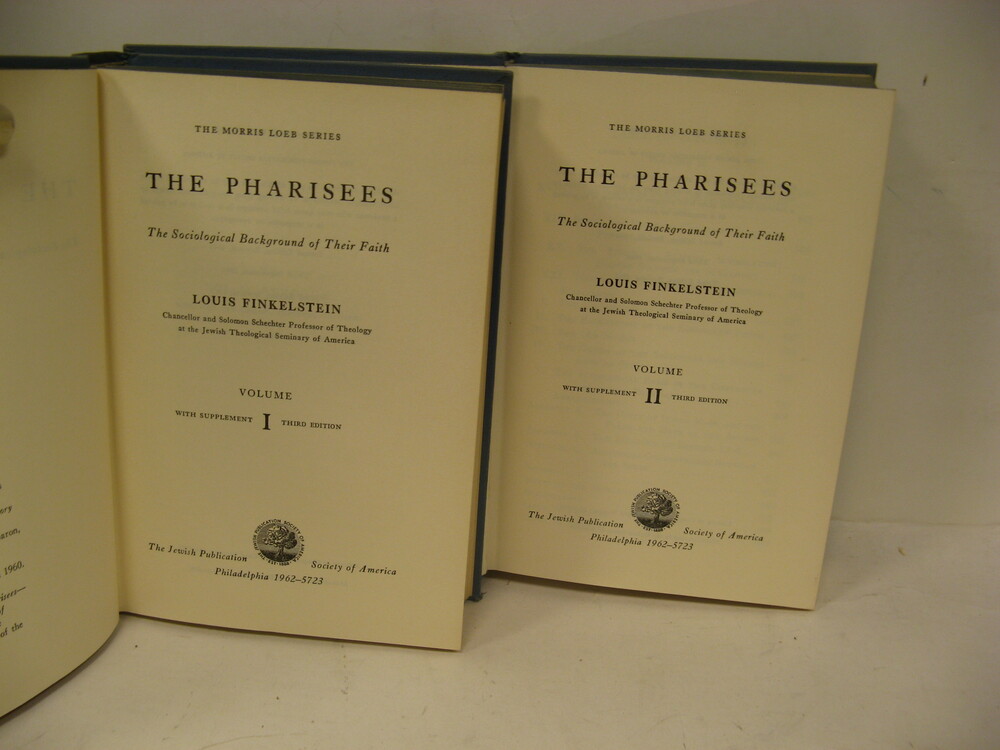 ory
1960.
of the
THE MORRIS LOEB SERIES
THE PHARISEES
The Sociological Background of Their Faith
LOUIS FINKELSTEIN
Chancellor and Solomon Schechter Professor of Theology
at the Jewish Theological Seminary of America
VOLUME
WITH SUPPLEMENT I THIRD EDITION
The Jewish Publication Society of America
Philadelphia 1962–5723
THE MORRIS LOEB SERIES
THE PHARISEES
The Sociological Background of Their Faith
LOUIS FINKELSTEIN
Chancellor and Solomon Schechter Professor of Theology
at the Jewish Theological Seminary of America
VOLUME
WITH SUPPLEMENT II THIRD EDITION
The Jewish Publication Society of America
Philadelphia 1962–5723